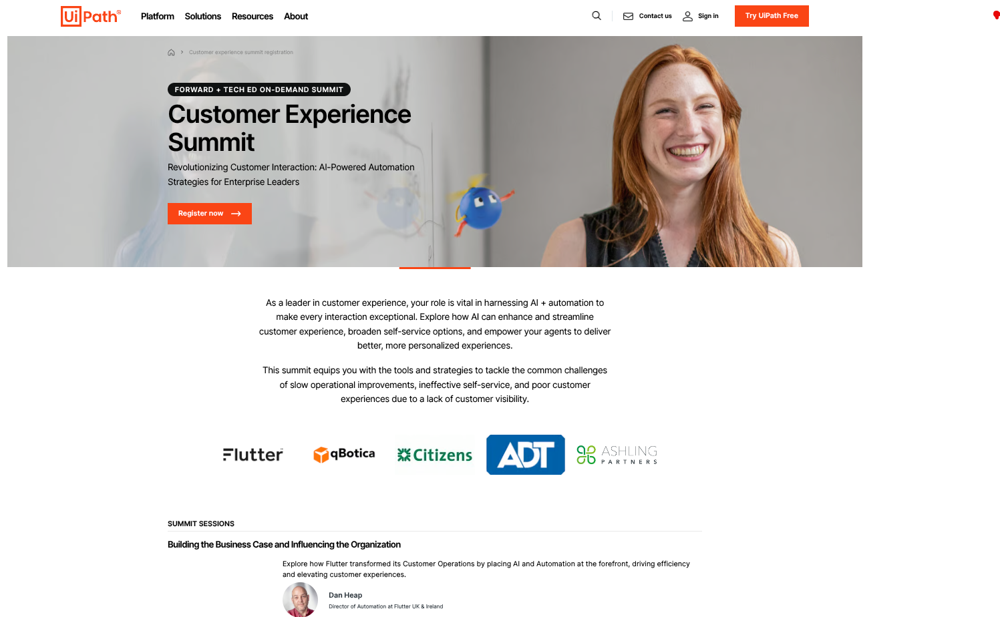 UiPath®
Platform
Solutions
Resources
About
Contact us
Sign in
Try UiPath Free
Customer experience summit registration
FORWARD + TECH ED ON-DEMAND SUMMIT
Customer Experience
Summit
Revolutionizing Customer Interaction: AI-Powered Automation
Strategies for Enterprise Leaders
Register now
As a leader in customer experience, your role is vital in harnessing AI + automation to
make every interaction exceptional. Explore how AI can enhance and streamline
customer experience, broaden self-service options, and empower your agents to deliver
better, more personalized experiences.
This summit equips you with the tools and strategies to tackle the common challenges
of slow operational improvements, ineffective self-service, and poor customer
experiences due to a lack of customer visibility.
Flutter
qBotica
Citizens
ADT
ASHLING
PARTNERS
SUMMIT SESSIONS
Building the Business Case and Influencing the Organization
Explore how Flutter transformed its Customer Operations by placing AI and Automation at the forefront, driving efficiency
and elevating customer experiences.
Dan Heap
Director of Automation at Flutter UK & Ireland